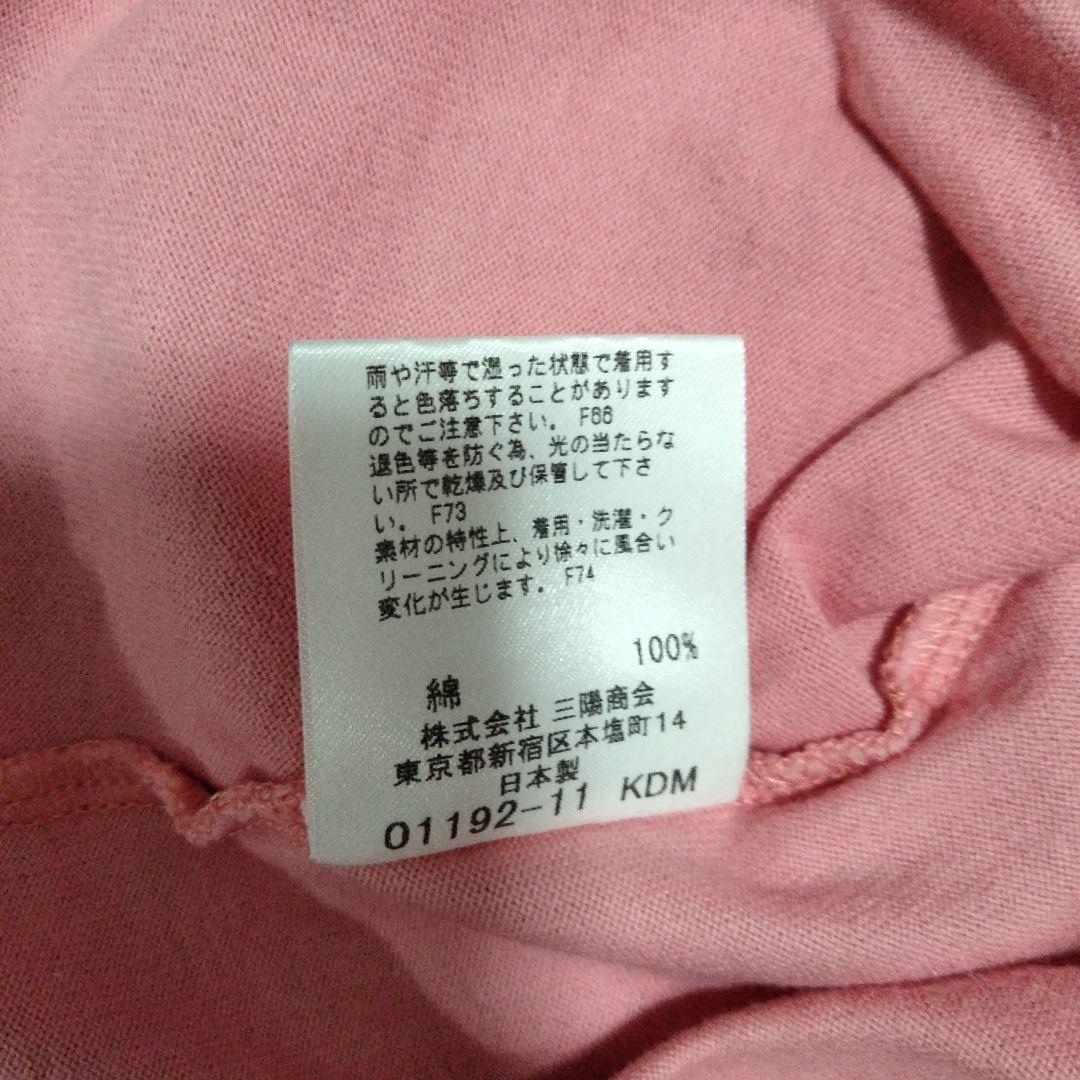 雨や汗等で湿った状態で着用す
ると色落ちすることがあります
のでご注意下さい。 F66
退色等を防ぐ為、光の当たらな
い所で乾燥及び保管して下さ
い。 F73
素材の特性上、着用・洗濯・ク
リーニングにより徐々に風合い
変化が生じます。 F74
綿 100%
株式会社 三陽商会
東京都新宿区本塩町14
日本製
01192-11 KDM